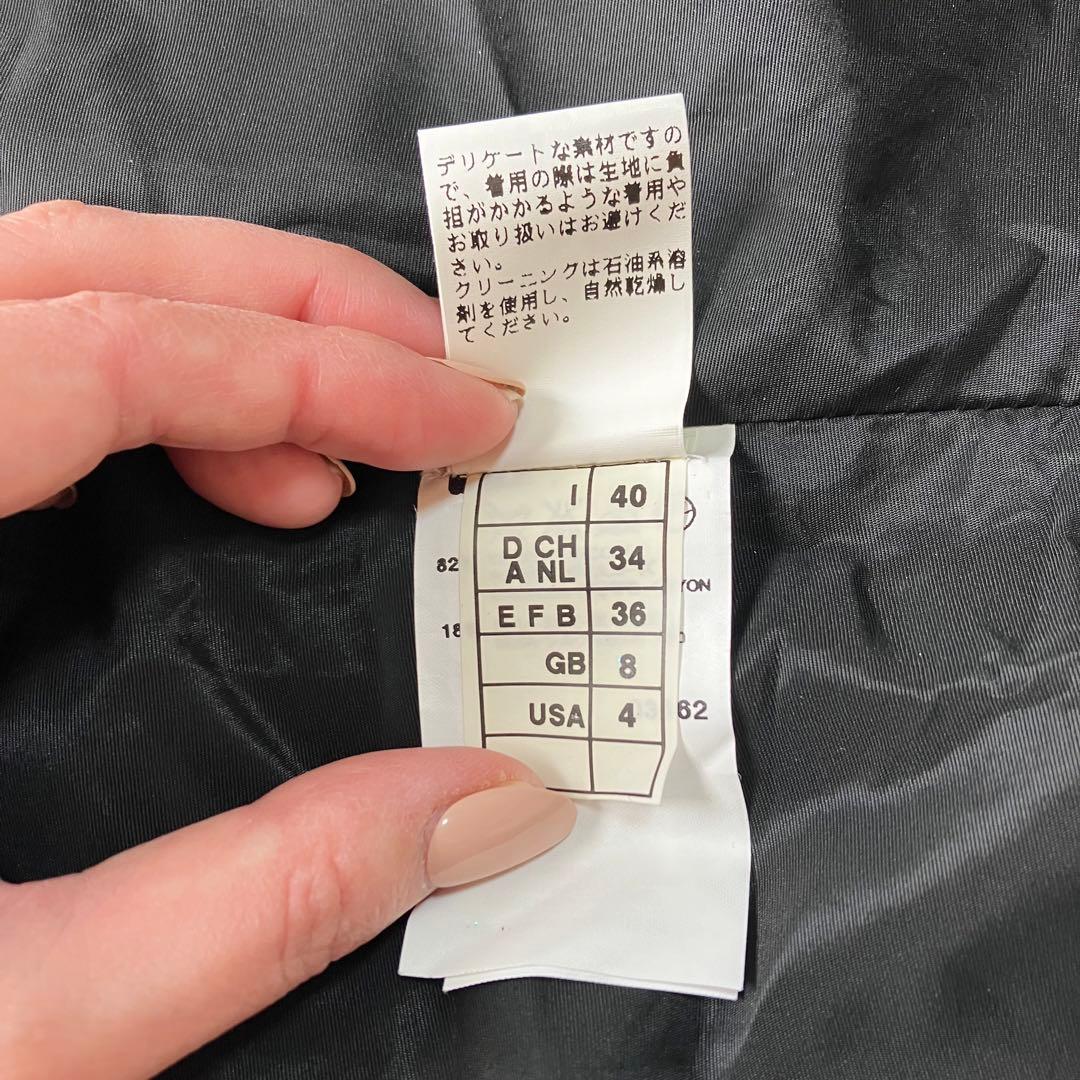 デリケートな素材ですの
で、着用の際は生地に負
担がかかるような着用や
お取り扱いはお避けくだ
さい。
クリーニングは石油系溶
剤を使用し、自然乾燥し
てください。
I 40
D CH
A NL 34
E F B 36
GB 8
USA 4
82
YON
18
62